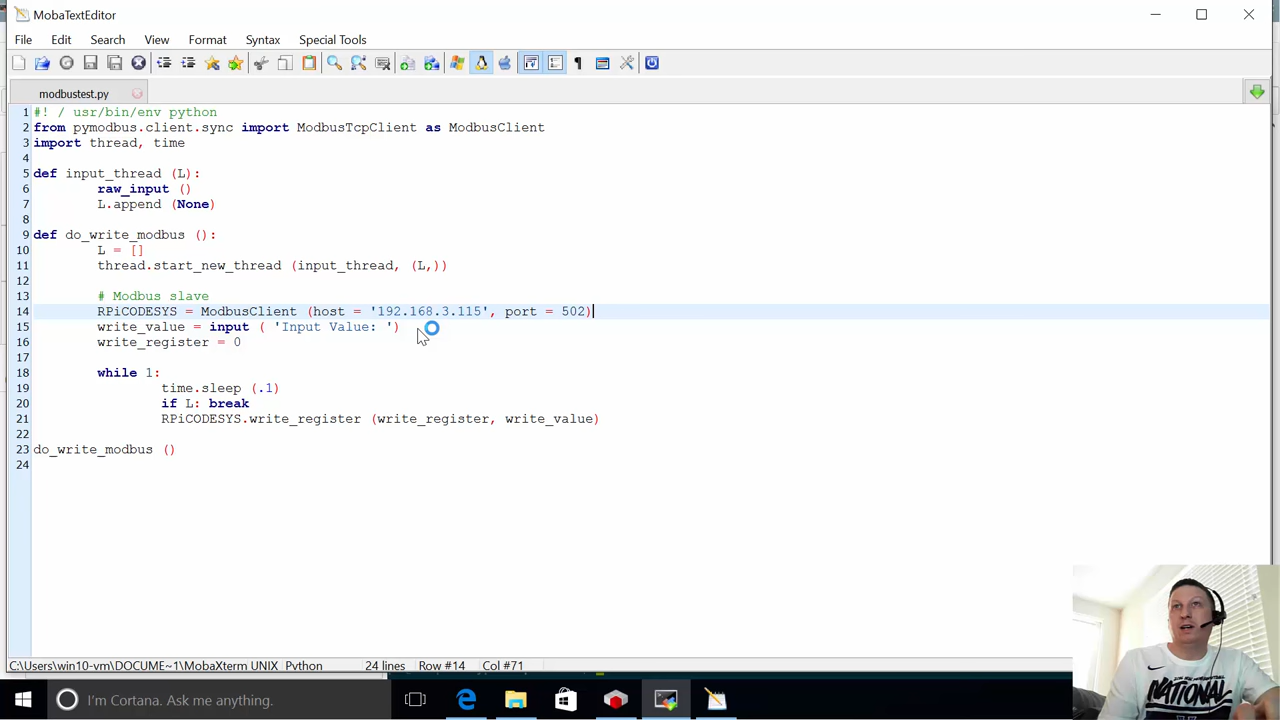 MobaTextEditor
File Edit Search View Format Syntax Special Tools
modbustest.py
1 #! / usr/bin/env python
2 from pymodbus.client.sync import ModbusTcpClient as ModbusClient
3 import thread, time
4
5 def input_thread (L):
6 raw_input ()
7 L.append (None)
8
9 def do_write_modbus ():
10 L = []
11 thread.start_new_thread (input_thread, (L,))
12
13 # Modbus slave
14 RPiCODESYS = ModbusClient (host = '192.168.3.115', port = 502)
15 write_value = input ( 'Input Value: ')
16 write_register = 0
17
18 while 1:
19 time.sleep (.1)
20 if L: break
21 RPiCODESYS.write_register (write_register, write_value)
22
23 do_write_modbus ()
24
C:\Users\win10-vm\DOCUME~1\MobaXterm UNIX Python 24 lines Row #14 Col #71
I'm Cortana. Ask me anything.
NATIONAL